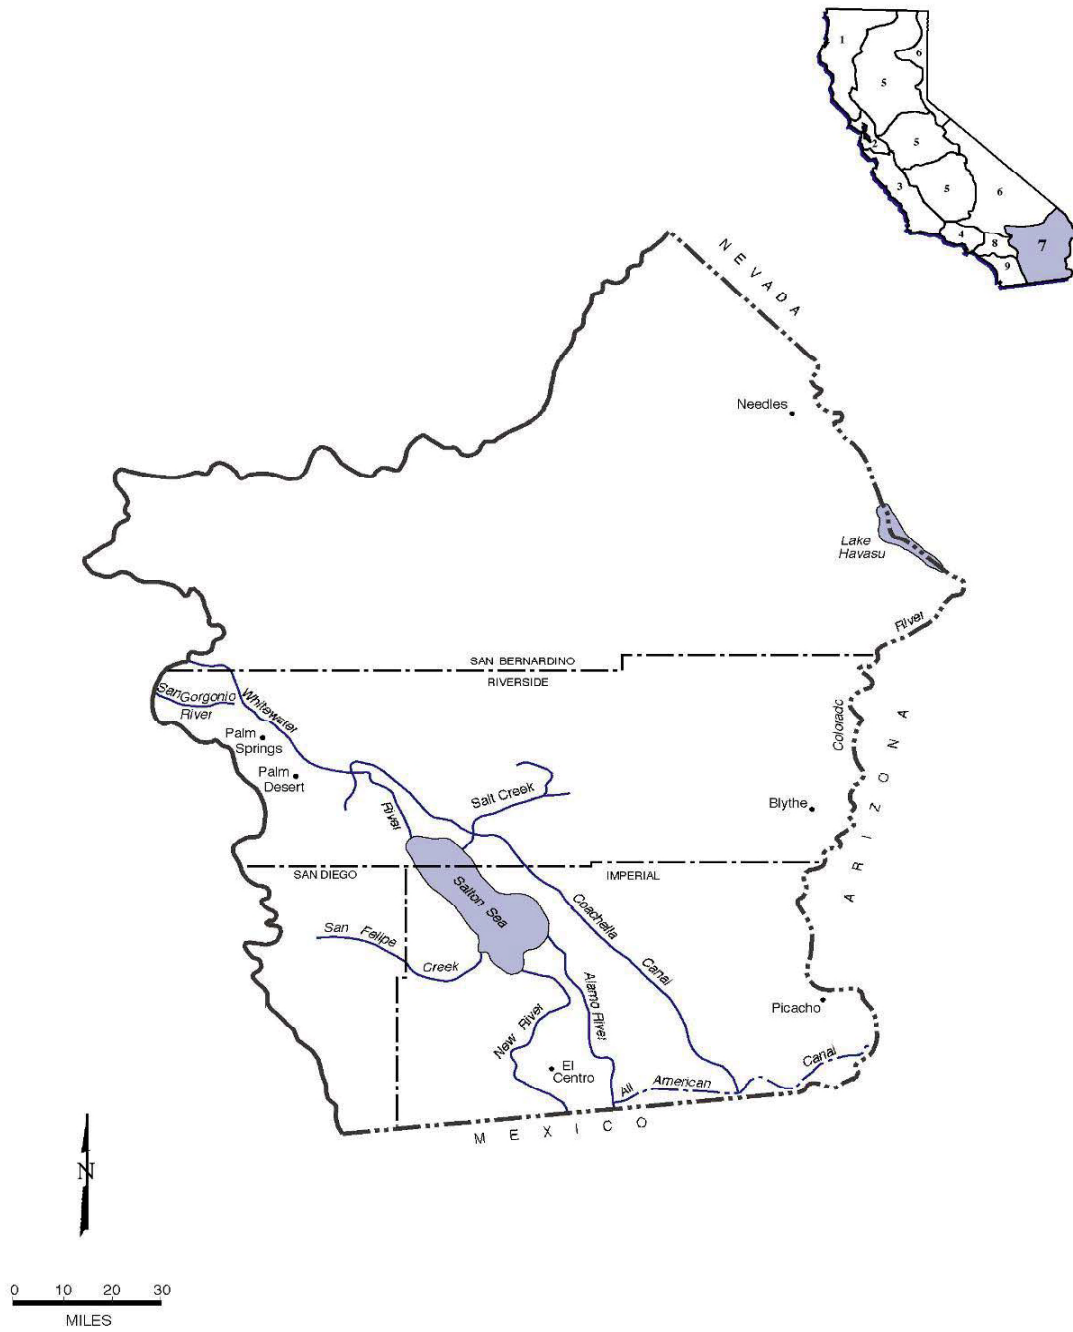 1
6
5
2
5
3
5
6
4
8
7
9
NEVADA
Needles
Lake
Havasu
River
SAN BERNARDINO
RIVERSIDE
San Gorgonio
River
Whitewater
Palm
Springs
Palm
Desert
Colorado
ARIZONA
River
Salt Creek
Blythe
SAN DIEGO
IMPERIAL
Salton Sea
Coachella
Canal
San Felipe
Creek
Alamo River
New River
Picacho
El
Centro
All American Canal
MEXICO
N
0 10 20 30
MILES